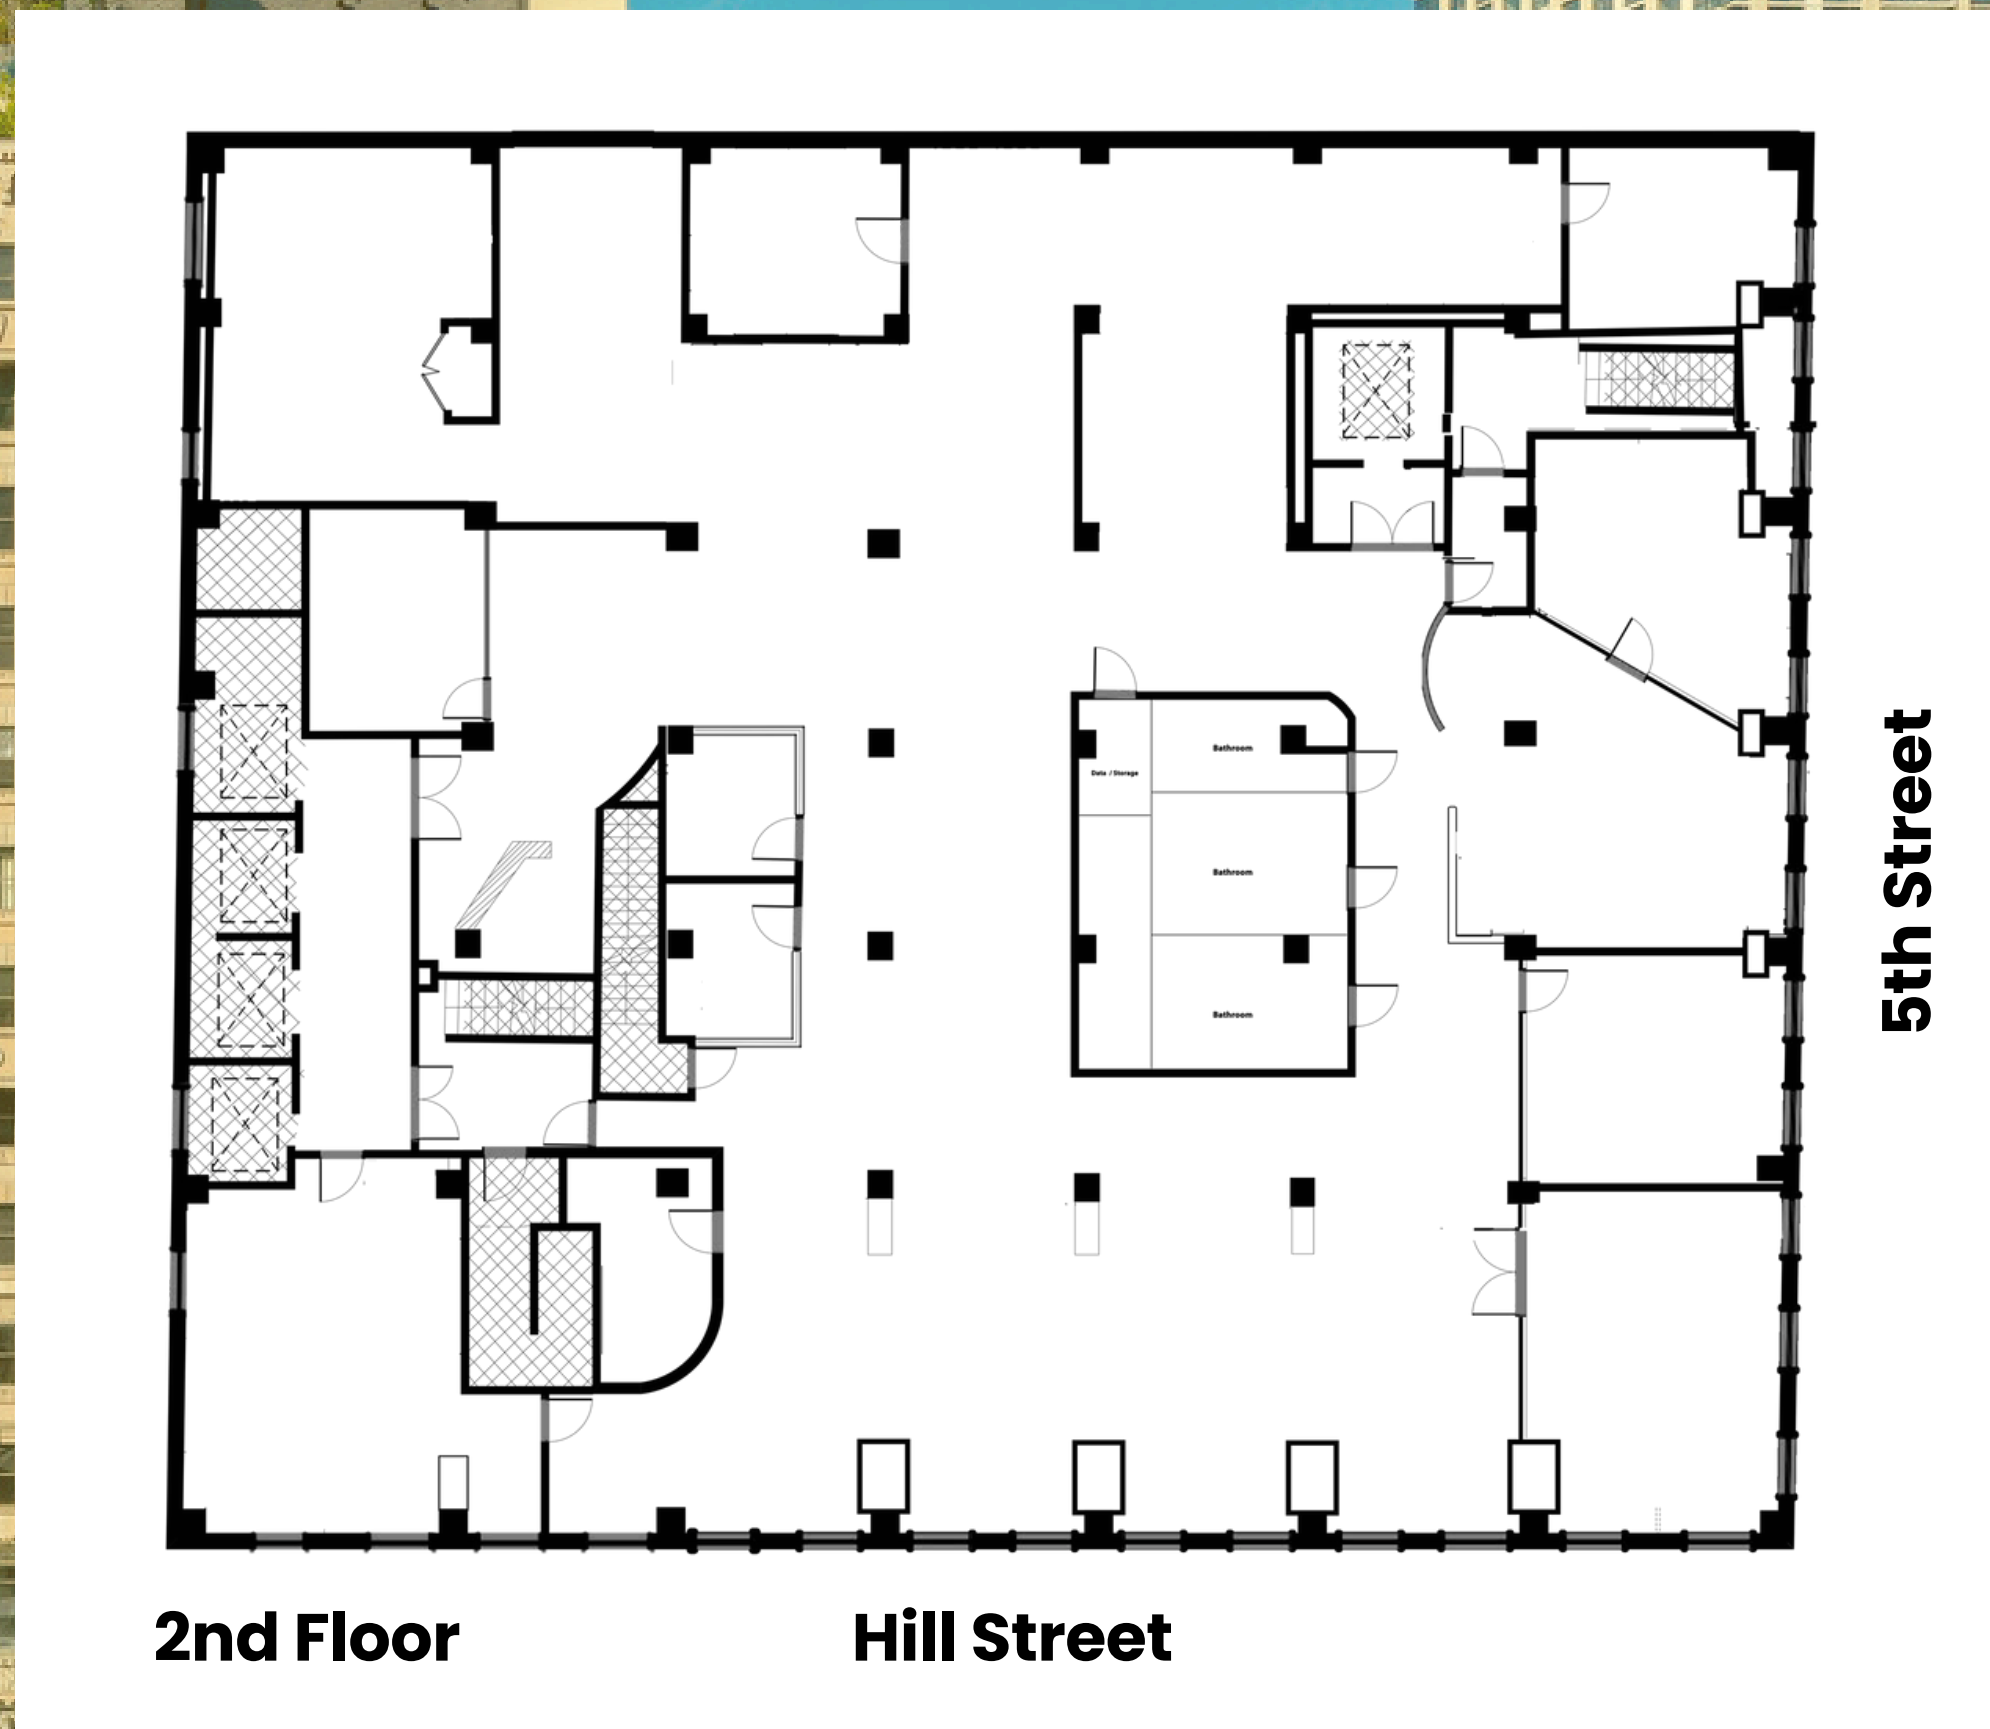 Bathroom
Data / Storage
Bathroom
Bathroom
5th Street
2nd Floor
Hill Street